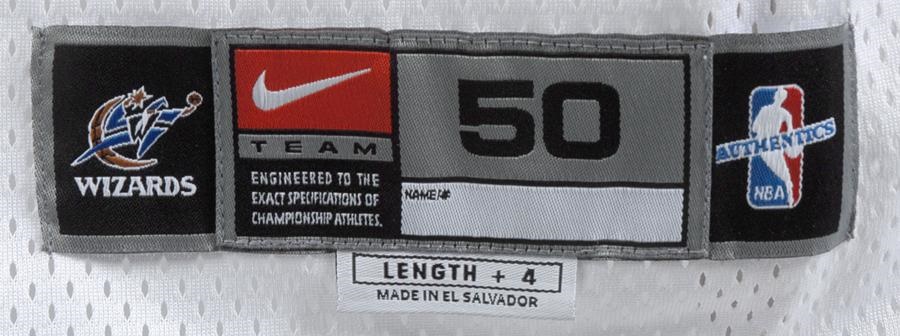 WIZARDS
TEAM
ENGINEERED TO THE
EXACT SPECIFICATIONS OF
CHAMPIONSHIP ATHLETES.
50
NAME/#
AUTHENTICS
NBA
LENGTH + 4
MADE IN EL SALVADOR